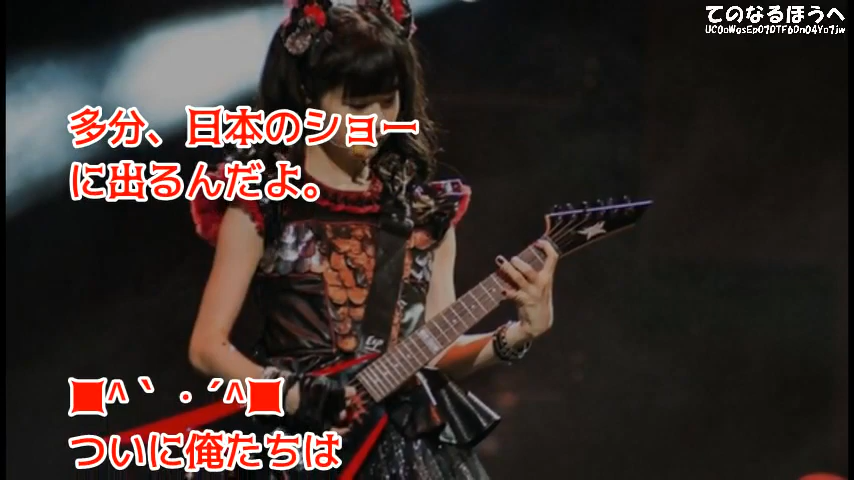 てのなるほうへ
UCOoWgsEp07DTFbDn04Yo7jw
多分、日本のショー
に出るんだよ。
■^｀・´^■
ついに俺たちは